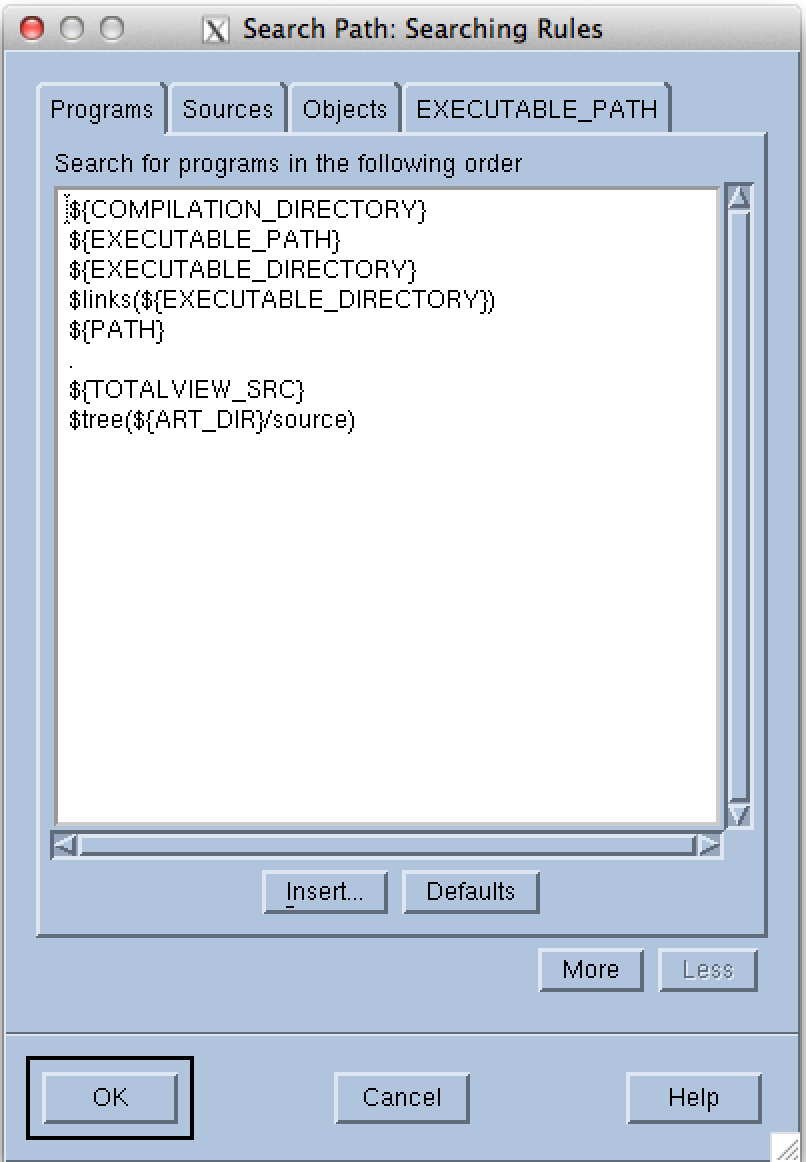 Search Path: Searching Rules
Programs Sources Objects EXECUTABLE_PATH
Search for programs in the following order
${COMPILATION_DIRECTORY}
${EXECUTABLE_PATH}
${EXECUTABLE_DIRECTORY}
$links(${EXECUTABLE_DIRECTORY})
${PATH}
.
${TOTALVIEW_SRC}
$tree(${ART_DIR}/source)
Insert... Defaults
More Less
OK Cancel Help